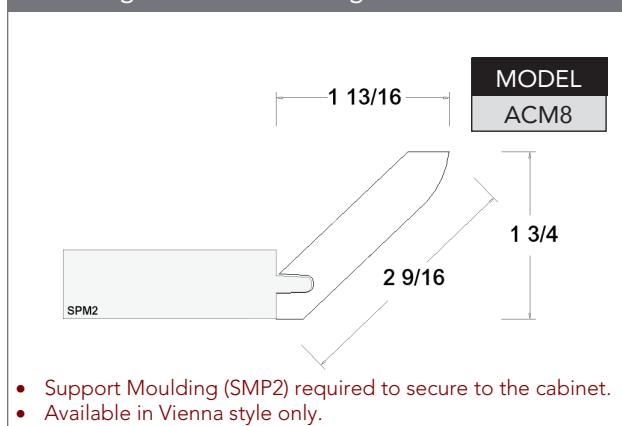 MODEL
1 13/16
ACM8
1 3/4
2 9/16
SPM2
• Support Moulding (SMP2) required to secure to the cabinet.
• Available in Vienna style only.